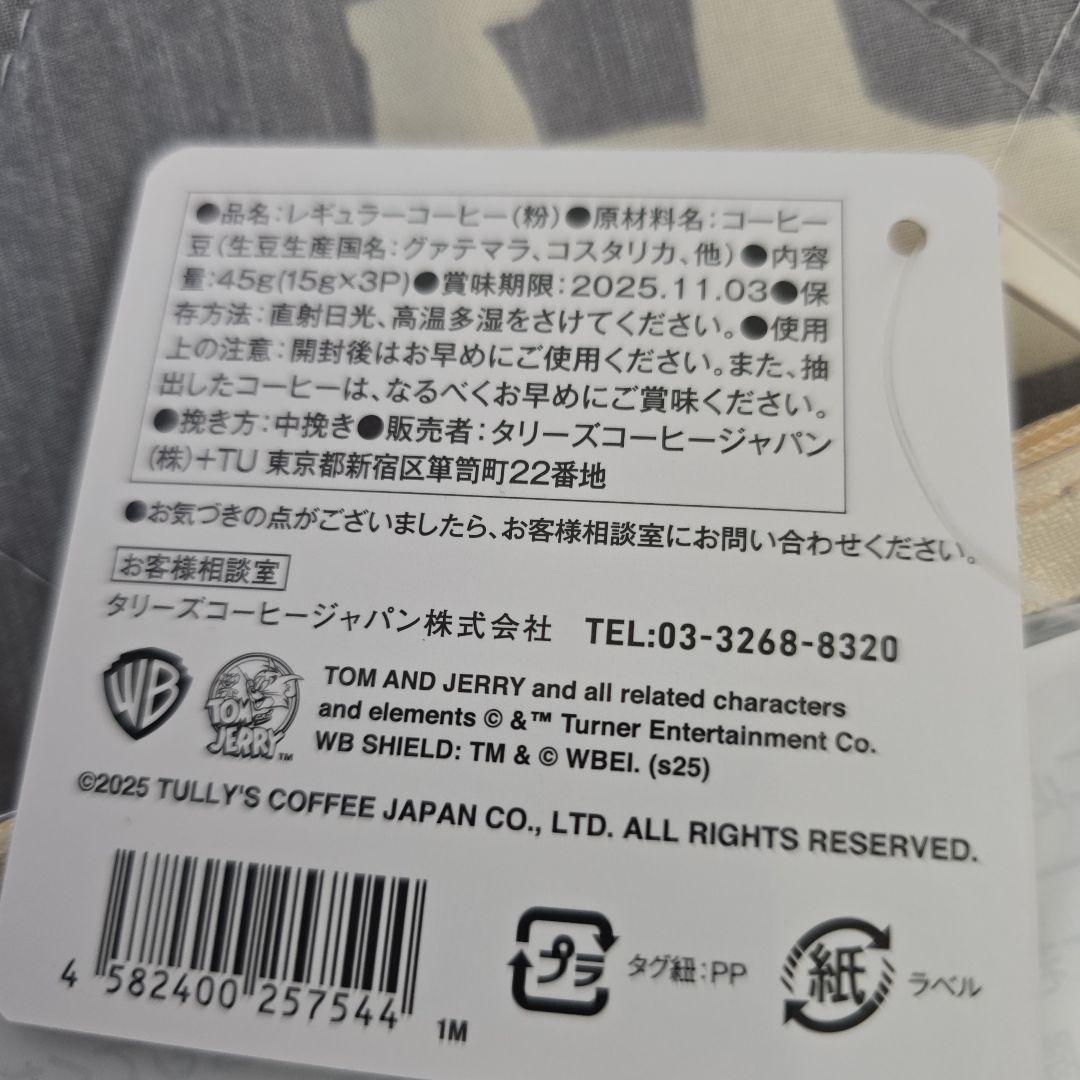 ●品名:レギュラーコーヒー(粉)●原材料名:コーヒー
豆(生豆生産国名:グァテマラ、コスタリカ、他)●内容
量:45g(15g×3P)●賞味期限:2025.11.03●保
存方法:直射日光、高温多湿をさけてください。●使用
上の注意:開封後はお早めにご使用ください。また、抽
出したコーヒーは、なるべくお早めにご賞味ください。
●挽き方:中挽き●販売者:タリーズコーヒージャパン
(株)+TU 東京都新宿区箪笥町22番地
●お気づきの点がございましたら、お客様相談室にお問い合わせください。
お客様相談室
タリーズコーヒージャパン株式会社 TEL:03-3268-8320
WB
TOM AND JERRY™
TOM AND JERRY and all related characters
and elements © &™ Turner Entertainment Co.
WB SHIELD: TM & © WBEI. (s25)
©2025 TULLY'S COFFEE JAPAN CO., LTD. ALL RIGHTS RESERVED.
4 582400 257544 1M
プラ タグ紐:PP
紙 ラベル